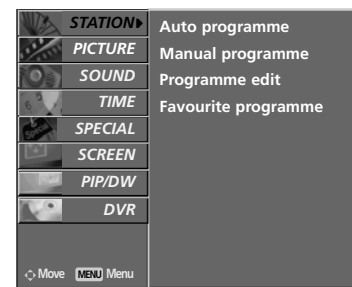 STATION
PICTURE
SOUND
TIME
SPECIAL
SCREEN
PIP/DW
DVR
Move MENU Menu
Auto programme
Manual programme
Programme edit
Favourite programme